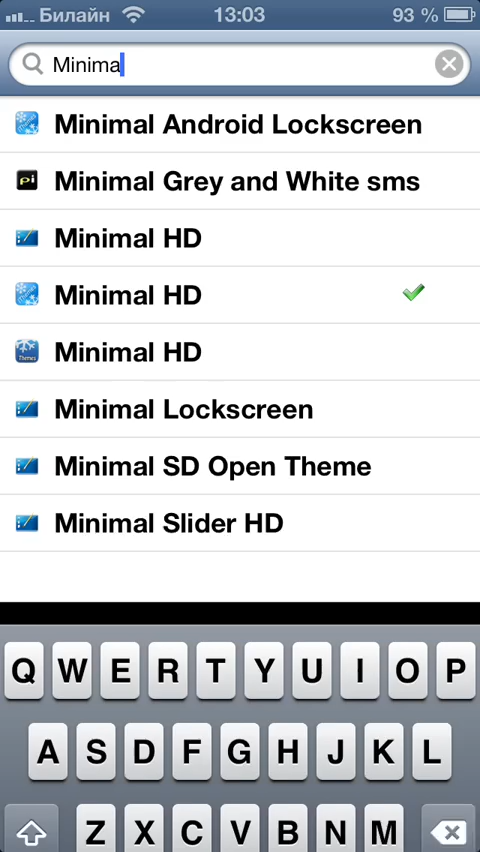 Билайн 13:03 93 %
Minima
Minimal Android Lockscreen
Minimal Grey and White sms
Minimal HD
Minimal HD
Minimal HD
Minimal Lockscreen
Minimal SD Open Theme
Minimal Slider HD
Q W E R T Y U I O P
A S D F G H J K L
Z X C V B N M